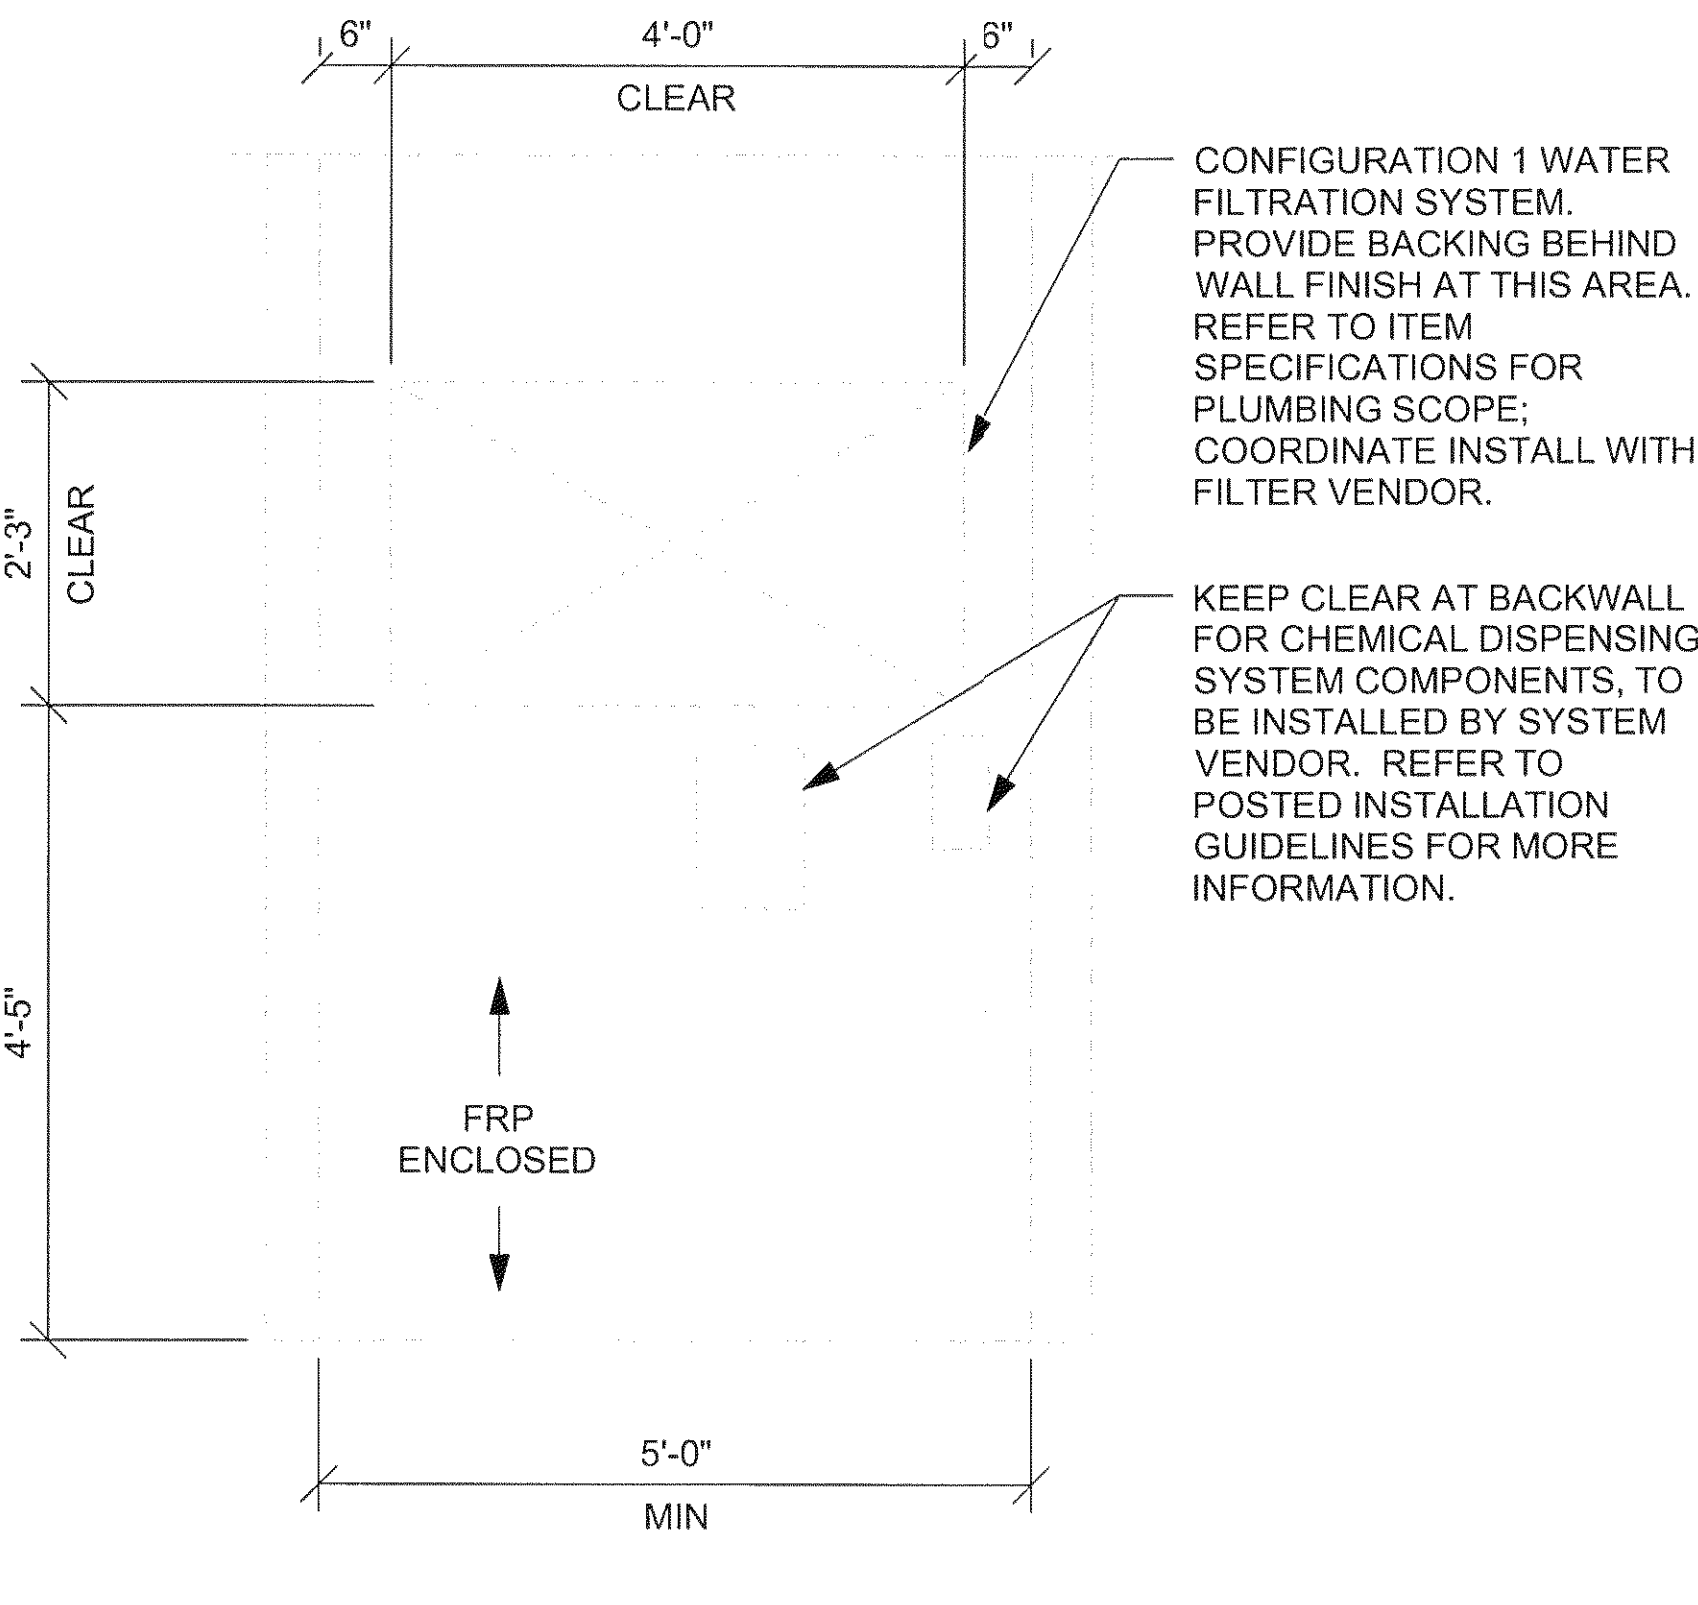 6" 4'-0" 6"
CLEAR
CONFIGURATION 1 WATER
FILTRATION SYSTEM.
PROVIDE BACKING BEHIND
WALL FINISH AT THIS AREA.
REFER TO ITEM
SPECIFICATIONS FOR
PLUMBING SCOPE;
COORDINATE INSTALL WITH
FILTER VENDOR.
2'-3"
CLEAR
KEEP CLEAR AT BACKWALL
FOR CHEMICAL DISPENSING
SYSTEM COMPONENTS, TO
BE INSTALLED BY SYSTEM
VENDOR. REFER TO
POSTED INSTALLATION
GUIDELINES FOR MORE
INFORMATION.
4'-5"
FRP
ENCLOSED
5'-0"
MIN